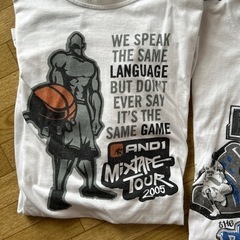 WE SPEAK
THE SAME
LANGUAGE
BUT DON'T
EVER SAY
IT'S THE
SAME GAME
AND1
MIXTAPE
TOUR
2005